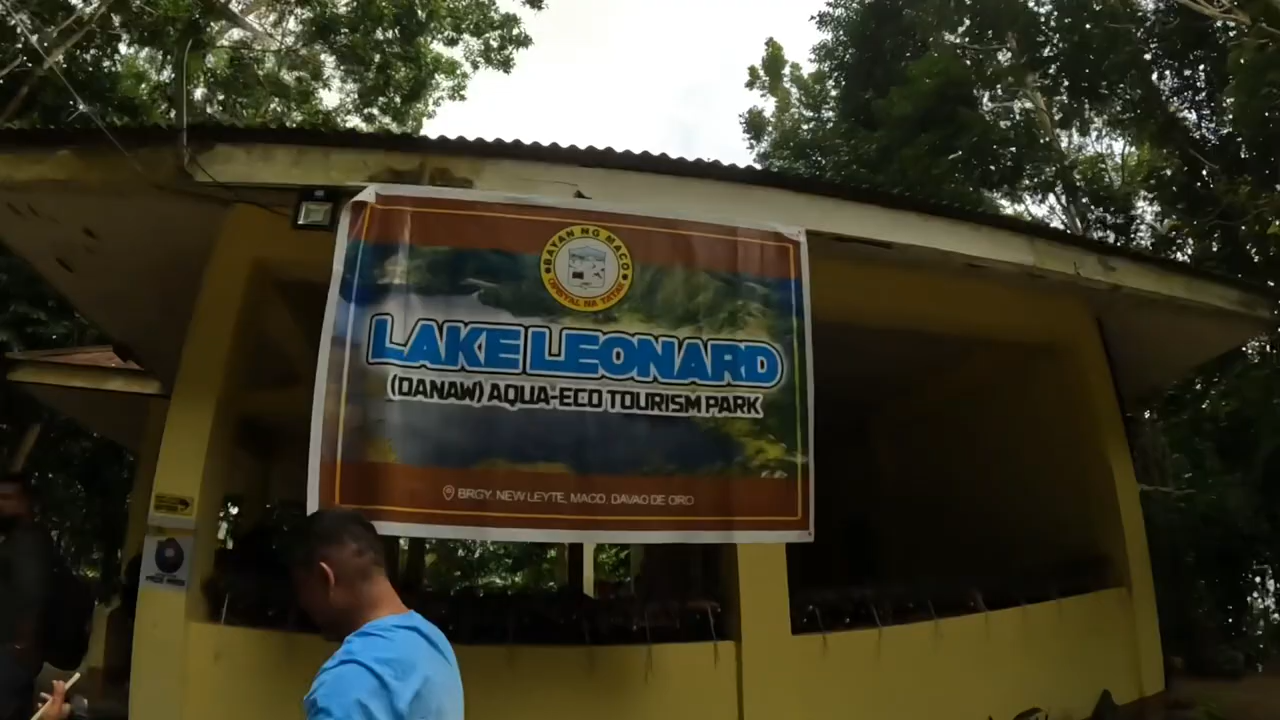 BAYAN NG MACO
OPISYAL NA TATAK
LAKE LEONARD
(DANAW) AQUA-ECO TOURISM PARK
BRGY. NEW LEYTE, MACO, DAVAO DE ORO